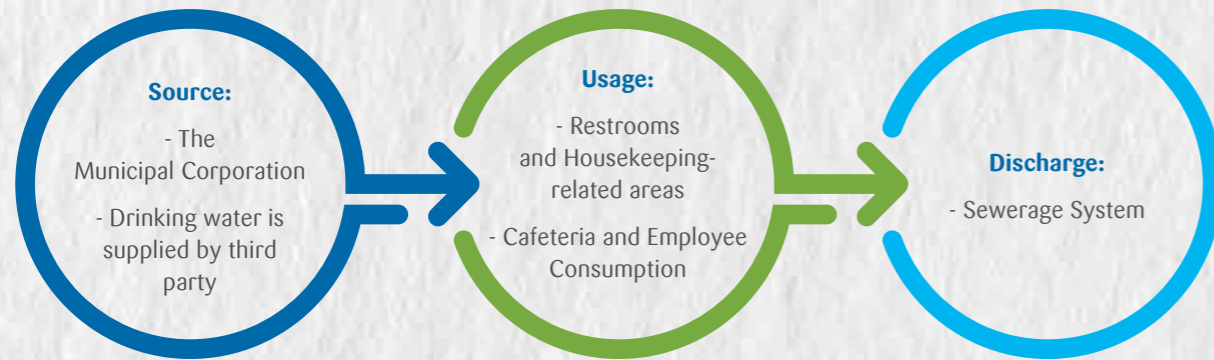 Source:
- The
Municipal Corporation
- Drinking water is
supplied by third
party
Usage:
- Restrooms
and Housekeeping-
related areas
- Cafeteria and Employee
Consumption
Discharge:
- Sewerage System